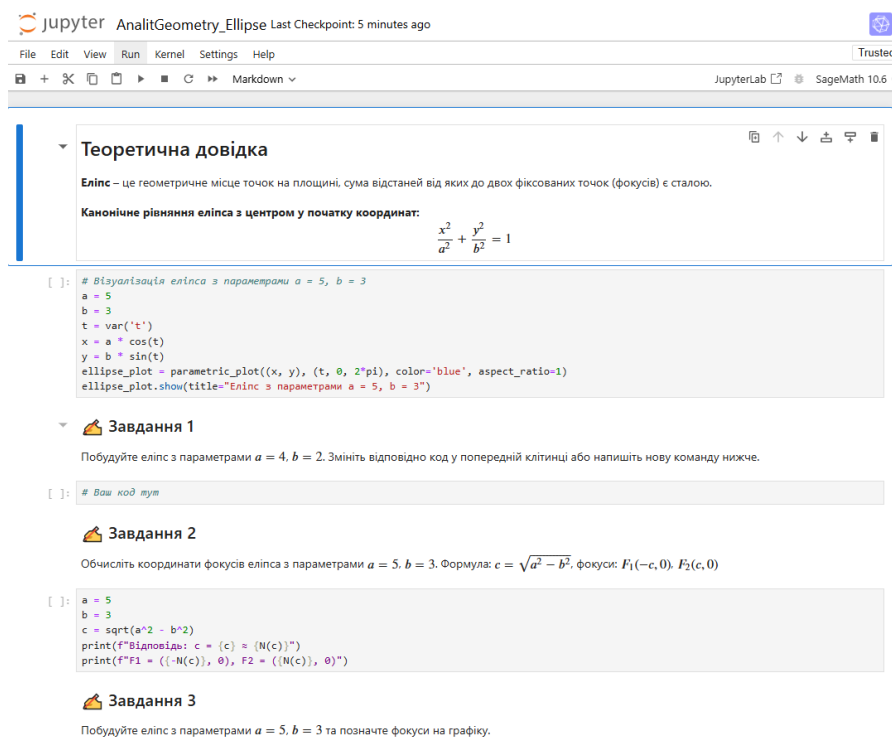 jupyter AnalitGeometry_Ellipse Last Checkpoint: 5 minutes ago
File Edit View Run Kernel Settings Help
Trusted
Markdown
JupyterLab SageMath 10.6
Теоретична довідка
Еліпс – це геометричне місце точок на площині, сума відстаней від яких до двох фіксованих точок (фокусів) є сталою.
Канонічне рівняння еліпса з центром у початку координат:
x²/a² + y²/b² = 1
[ ]: # Візуалізація еліпса з параметрами a = 5, b = 3
a = 5
b = 3
t = var('t')
x = a * cos(t)
y = b * sin(t)
ellipse_plot = parametric_plot((x, y), (t, 0, 2*pi), color='blue', aspect_ratio=1)
ellipse_plot.show(title="Еліпс з параметрами a = 5, b = 3")
✍ Завдання 1
Побудуйте еліпс з параметрами a = 4, b = 2. Змініть відповідно код у попередній клітинці або напишіть нову команду нижче.
[ ]: # Ваш код тут
✍ Завдання 2
Обчисліть координати фокусів еліпса з параметрами a = 5, b = 3. Формула: c = √(a² − b²), фокуси: F₁(−c, 0), F₂(c, 0)
[ ]: a = 5
b = 3
c = sqrt(a^2 - b^2)
print(f"Відповідь: c = {c} ≈ {N(c)}")
print(f"F1 = ({-N(c)}, 0), F2 = ({N(c)}, 0)")
✍ Завдання 3
Побудуйте еліпс з параметрами a = 5, b = 3 та позначте фокуси на графіку.